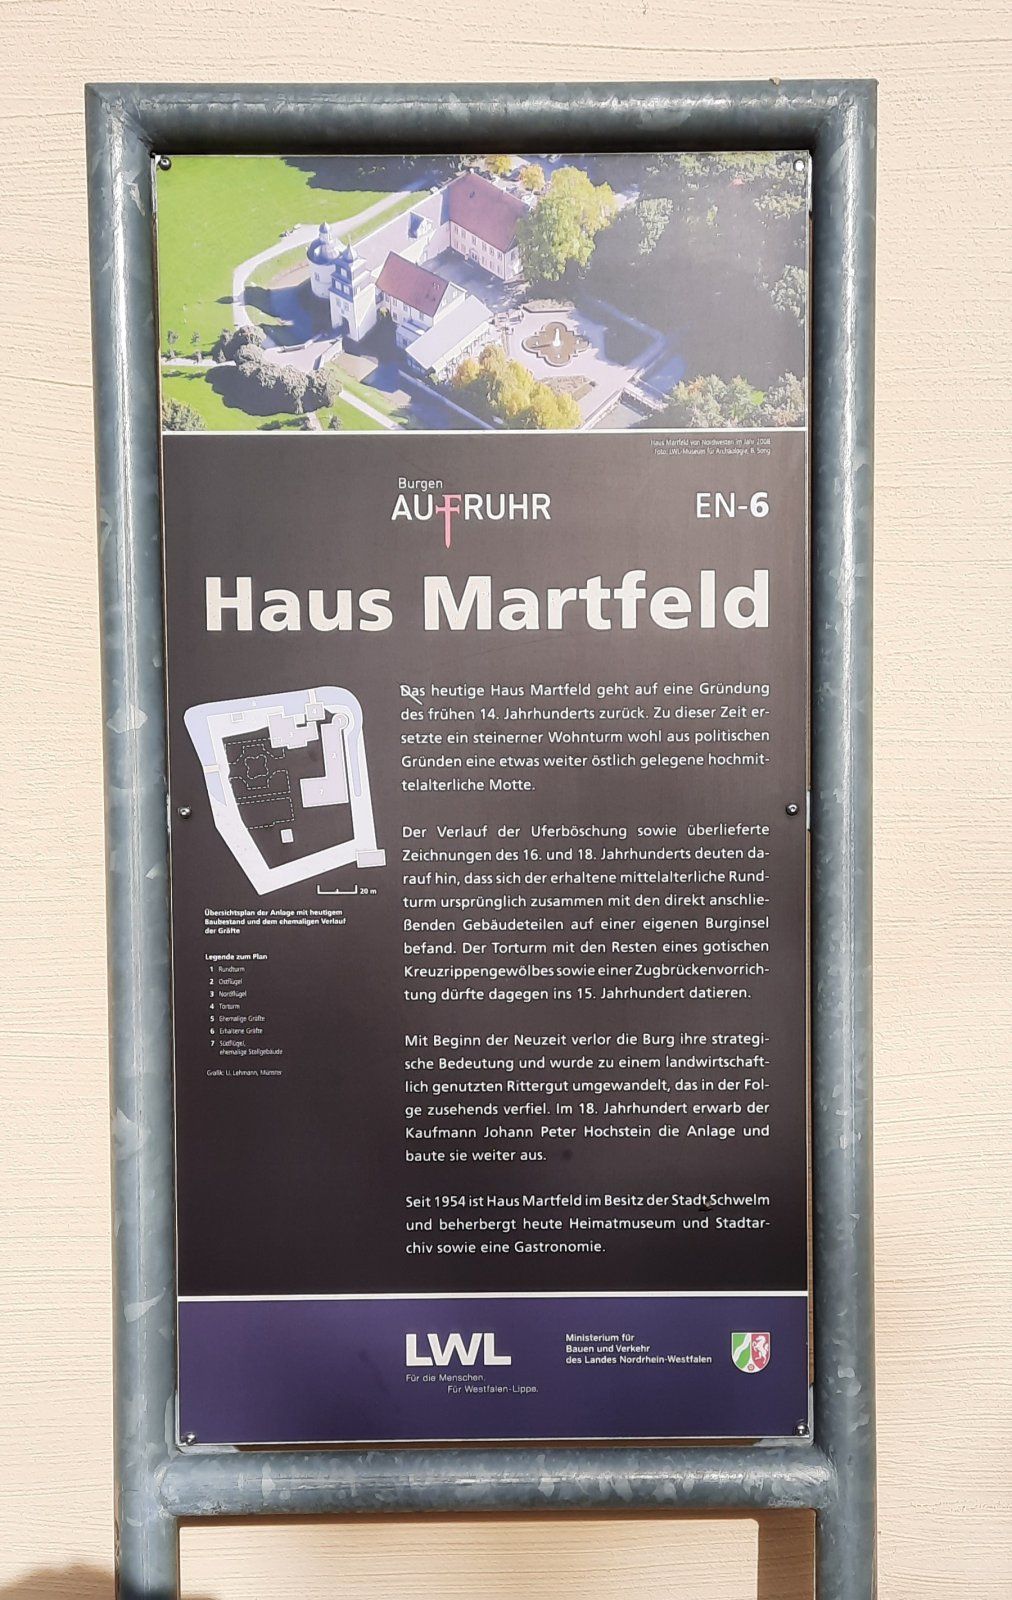 Haus Martfeld von Nordwesten im Jahr 2008
Foto: LWL-Museum für Archäologie, B. Song
Burgen
AUFRUHR
EN-6
Haus Martfeld
Das heutige Haus Martfeld geht auf eine Gründung
des frühen 14. Jahrhunderts zurück. Zu dieser Zeit er-
setzte ein steinerner Wohnturm wohl aus politischen
Gründen eine etwas weiter östlich gelegene hochmit-
telalterliche Motte.
Der Verlauf der Uferböschung sowie überlieferte
Zeichnungen des 16. und 18. Jahrhunderts deuten da-
rauf hin, dass sich der erhaltene mittelalterliche Rund-
turm ursprünglich zusammen mit den direkt anschlie-
ßenden Gebäudeteilen auf einer eigenen Burginsel
befand. Der Torturm mit den Resten eines gotischen
Kreuzrippengewölbes sowie einer Zugbrückenvorrich-
tung dürfte dagegen ins 15. Jahrhundert datieren.
Mit Beginn der Neuzeit verlor die Burg ihre strategi-
sche Bedeutung und wurde zu einem landwirtschaft-
lich genutzten Rittergut umgewandelt, das in der Fol-
ge zusehends verfiel. Im 18. Jahrhundert erwarb der
Kaufmann Johann Peter Hochstein die Anlage und
baute sie weiter aus.
Seit 1954 ist Haus Martfeld im Besitz der Stadt Schwelm
und beherbergt heute Heimatmuseum und Stadtar-
chiv sowie eine Gastronomie.
20 m
Übersichtsplan der Anlage mit heutigem
Baubestand und dem ehemaligen Verlauf
der Gräfte
Legende zum Plan
1 Rundturm
2 Ostflügel
3 Nordflügel
4 Torturm
5 Ehemalige Gräfte
6 Erhaltene Gräfte
7 Südflügel,
ehemalige Stallgebäude
Grafik: U. Lehmann, Münster
LWL
Für die Menschen.
Für Westfalen-Lippe.
Ministerium für
Bauen und Verkehr
des Landes Nordrhein-Westfalen